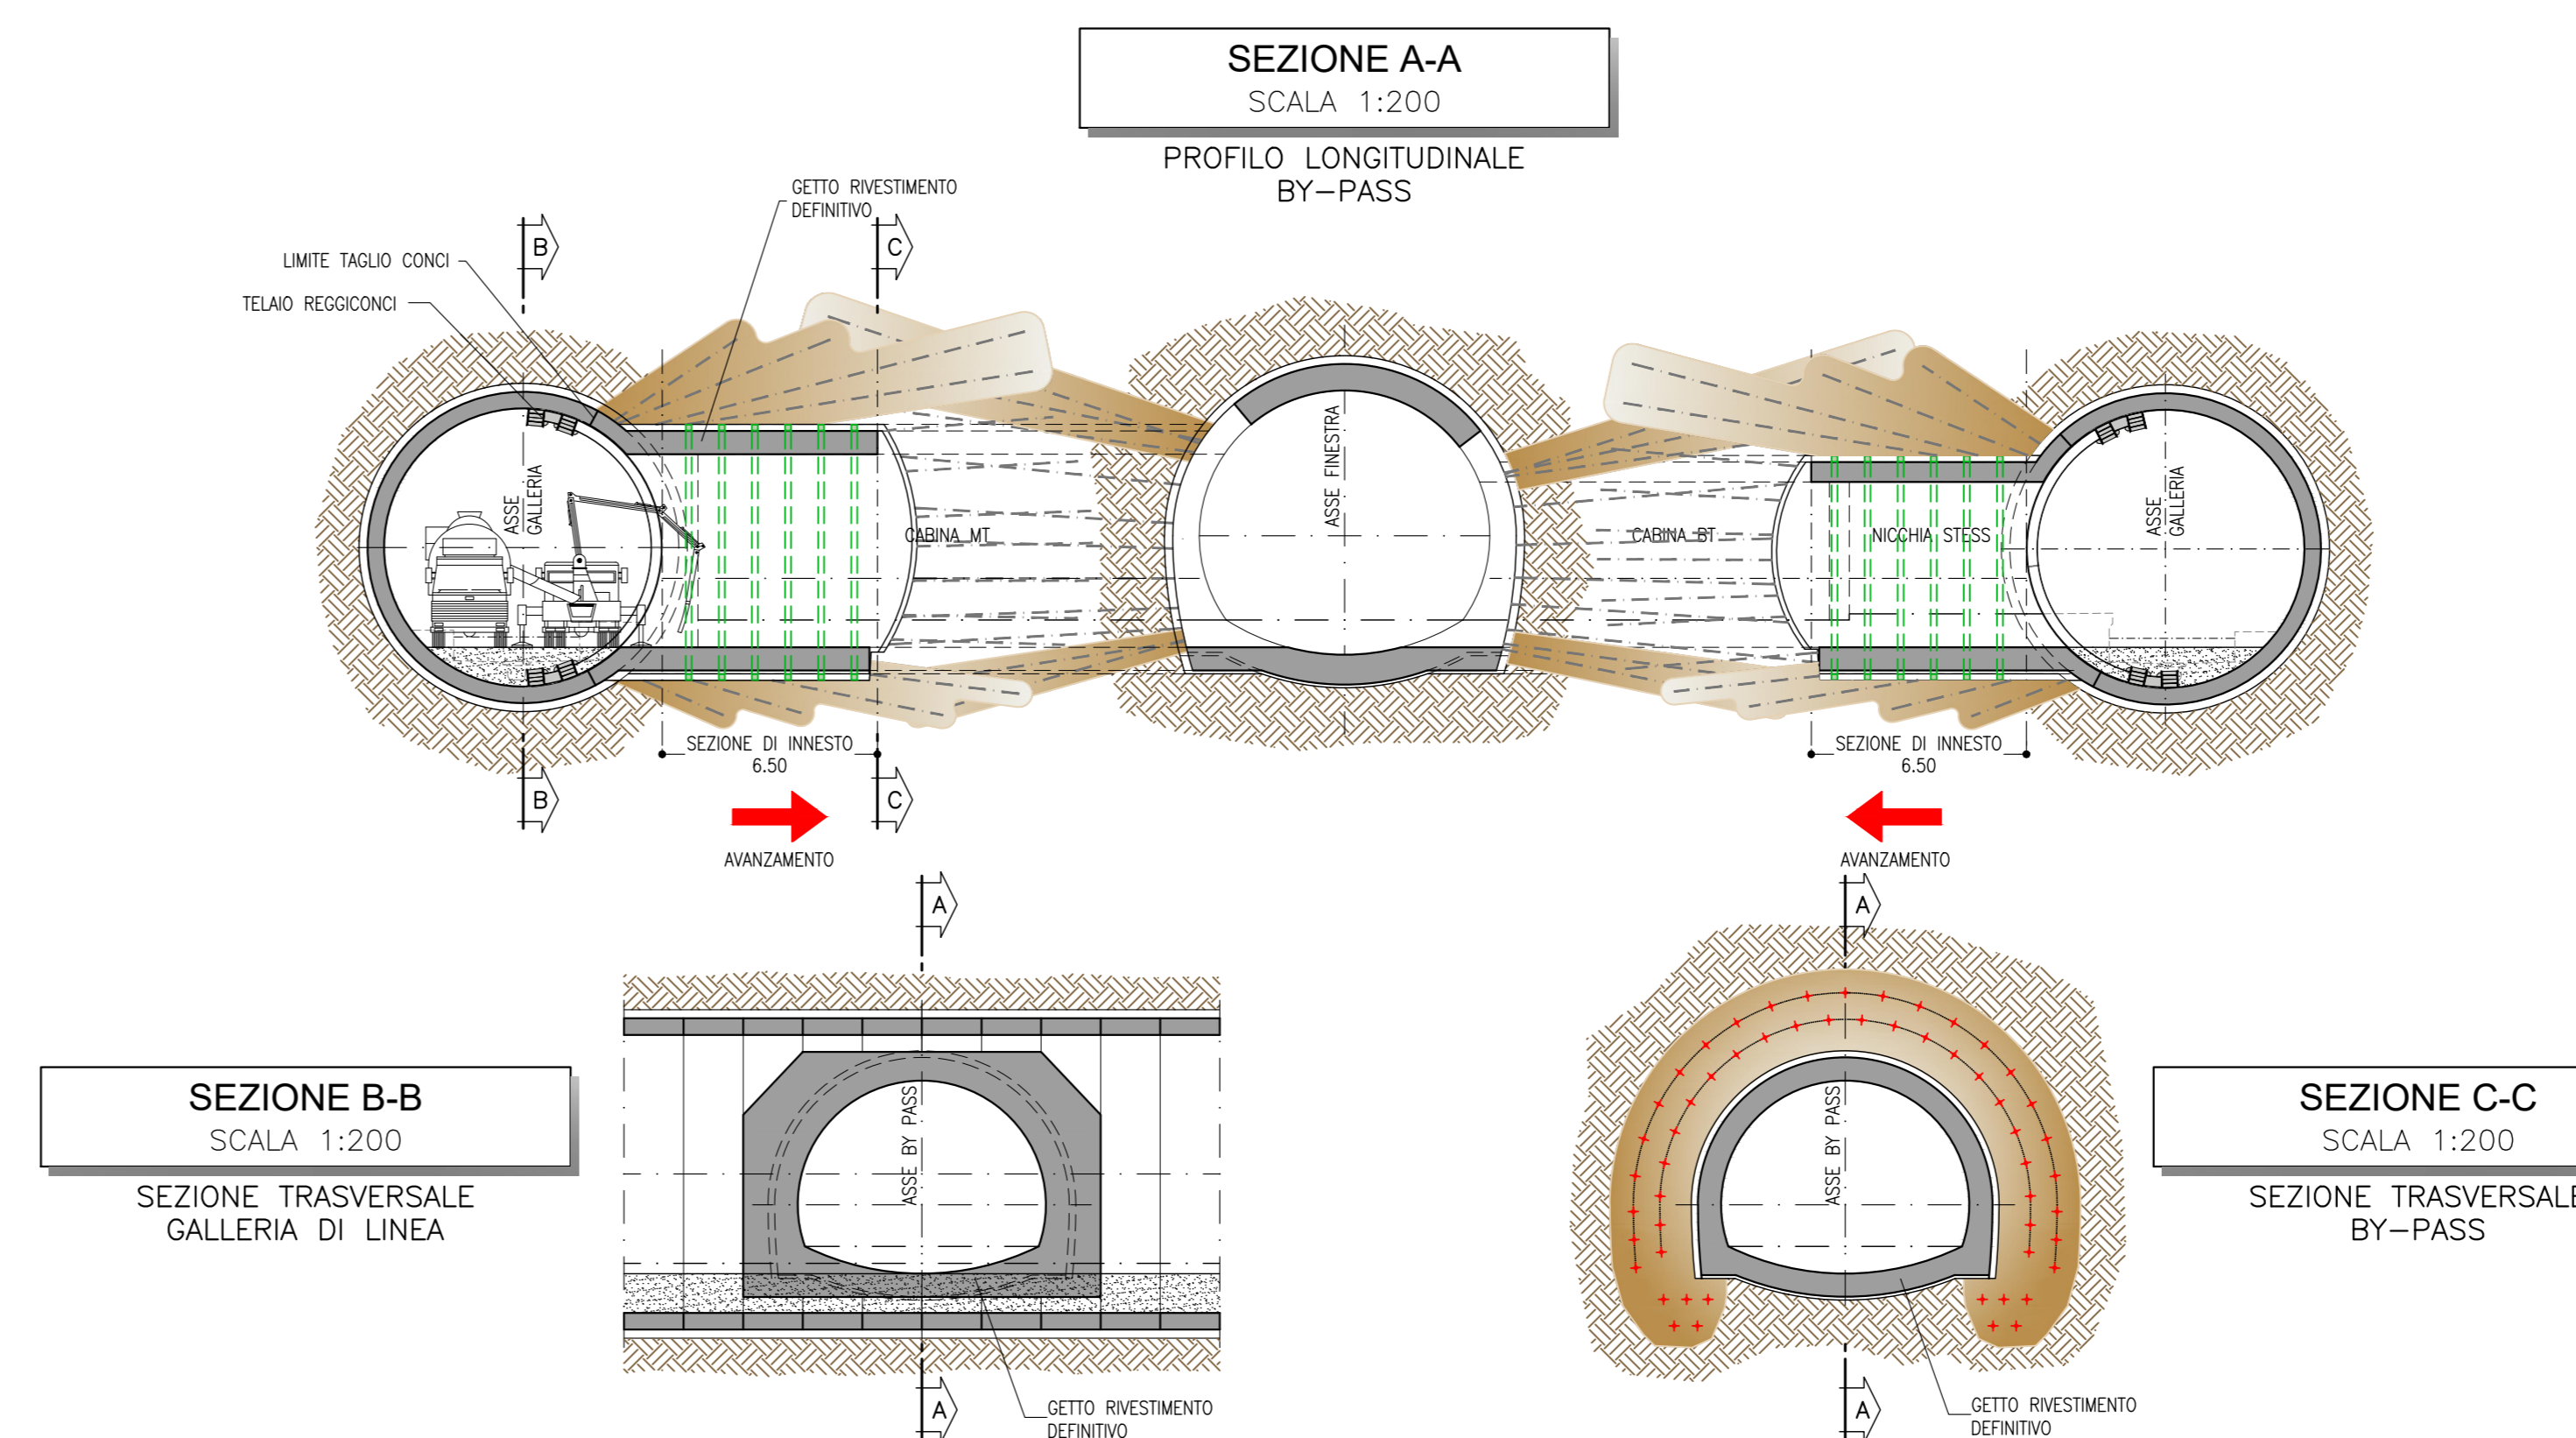 SEZIONE A-A
SCALA 1:200
PROFILO LONGITUDINALE
BY-PASS
GETTO RIVESTIMENTO
DEFINITIVO
LIMITE TAGLIO CONCI
TELAIO REGGICONCI
B
C
ASSE
GALLERIA
CABINA MT
ASSE FINESTRA
CABINA BT
NICCHIA STESS
ASSE
GALLERIA
SEZIONE DI INNESTO
6.50
SEZIONE DI INNESTO
6.50
B
C
AVANZAMENTO
AVANZAMENTO
A
A
SEZIONE B-B
SCALA 1:200
SEZIONE TRASVERSALE
GALLERIA DI LINEA
ASSE BY PASS
ASSE BY PASS
SEZIONE C-C
SCALA 1:200
SEZIONE TRASVERSALE
BY-PASS
A
GETTO RIVESTIMENTO
DEFINITIVO
A
GETTO RIVESTIMENTO
DEFINITIVO